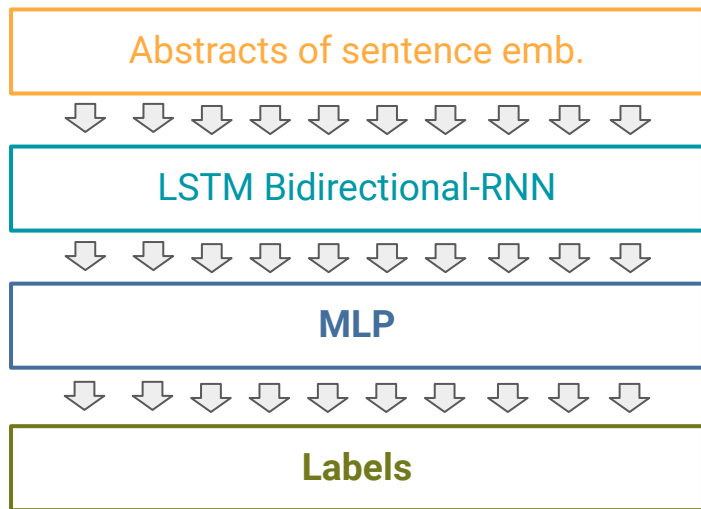 Abstracts of sentence emb.
LSTM Bidirectional-RNN
MLP
Labels